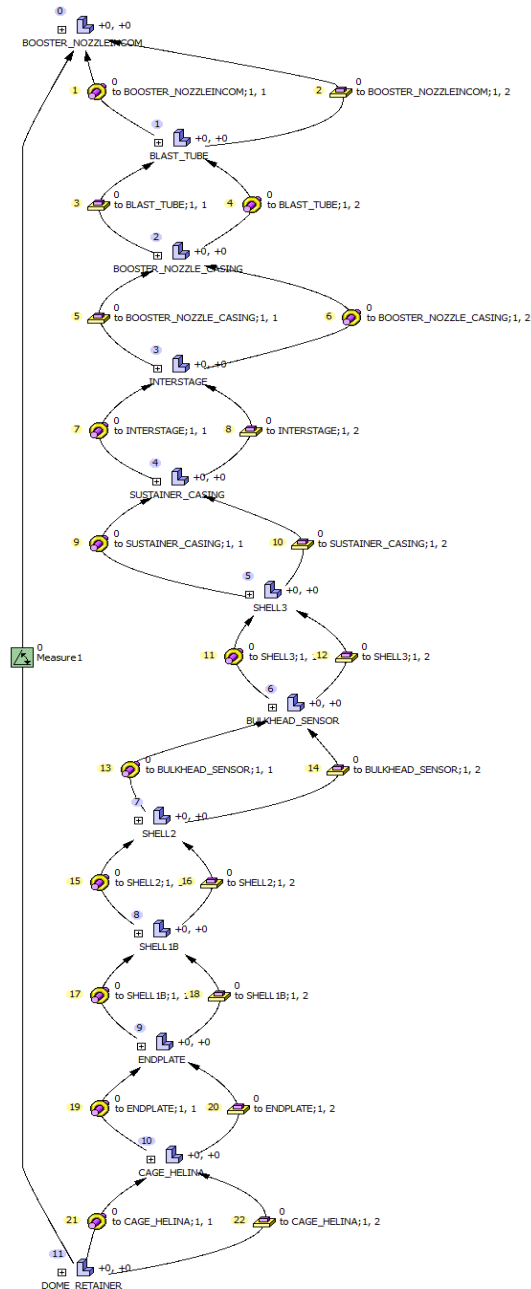 0
+0, +0
BOOSTER_NOZZLEINCOM
1
0
to BOOSTER_NOZZLEINCOM;1, 1
2
0
to BOOSTER_NOZZLEINCOM;1, 2
1
+0, +0
BLAST_TUBE
3
0
to BLAST_TUBE;1, 1
4
0
to BLAST_TUBE;1, 2
2
+0, +0
BOOSTER_NOZZLE_CASING
5
0
to BOOSTER_NOZZLE_CASING;1, 1
6
0
to BOOSTER_NOZZLE_CASING;1, 2
3
+0, +0
INTERSTAGE
7
0
to INTERSTAGE;1, 1
8
0
to INTERSTAGE;1, 2
4
+0, +0
SUSTAINER_CASING
9
0
to SUSTAINER_CASING;1, 1
10
0
to SUSTAINER_CASING;1, 2
5
+0, +0
SHELL3
0
Measure1
11
0
to SHELL3;1,
12
0
to SHELL3;1, 2
6
+0, +0
BULKHEAD_SENSOR
13
0
to BULKHEAD_SENSOR;1, 1
14
0
to BULKHEAD_SENSOR;1, 2
7
+0, +0
SHELL2
15
0
to SHELL2;1,
16
0
to SHELL2;1, 2
8
+0, +0
SHELL1B
17
0
to SHELL1B;1, 1
18
0
to SHELL1B;1, 2
9
+0, +0
ENDPLATE
19
0
to ENDPLATE;1, 1
20
0
to ENDPLATE;1, 2
10
+0, +0
CAGE_HELINA
21
0
to CAGE_HELINA;1, 1
22
0
to CAGE_HELINA;1, 2
11
+0, +0
DOME_RETAINER